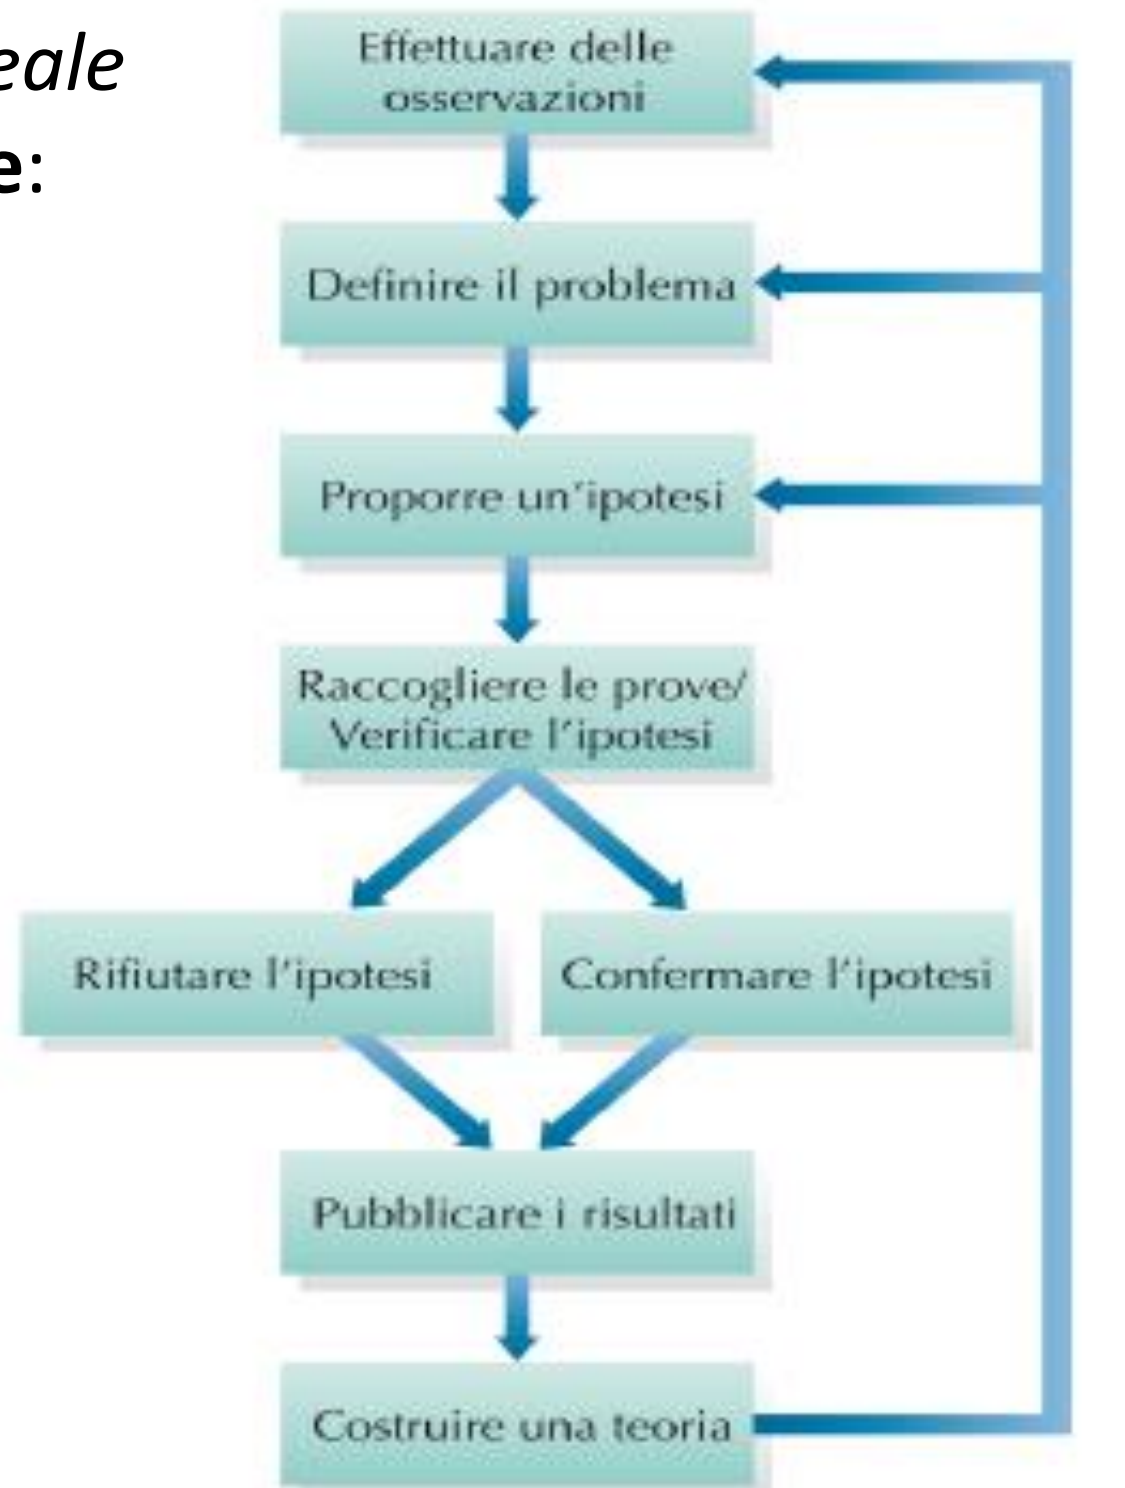 eale
e:
Effettuare delle
osservazioni
Definire il problema
Proporre un'ipotesi
Raccogliere le prove/
Verificare l'ipotesi
Rifiutare l'ipotesi
Confermare l'ipotesi
Pubblicare i risultati
Costruire una teoria